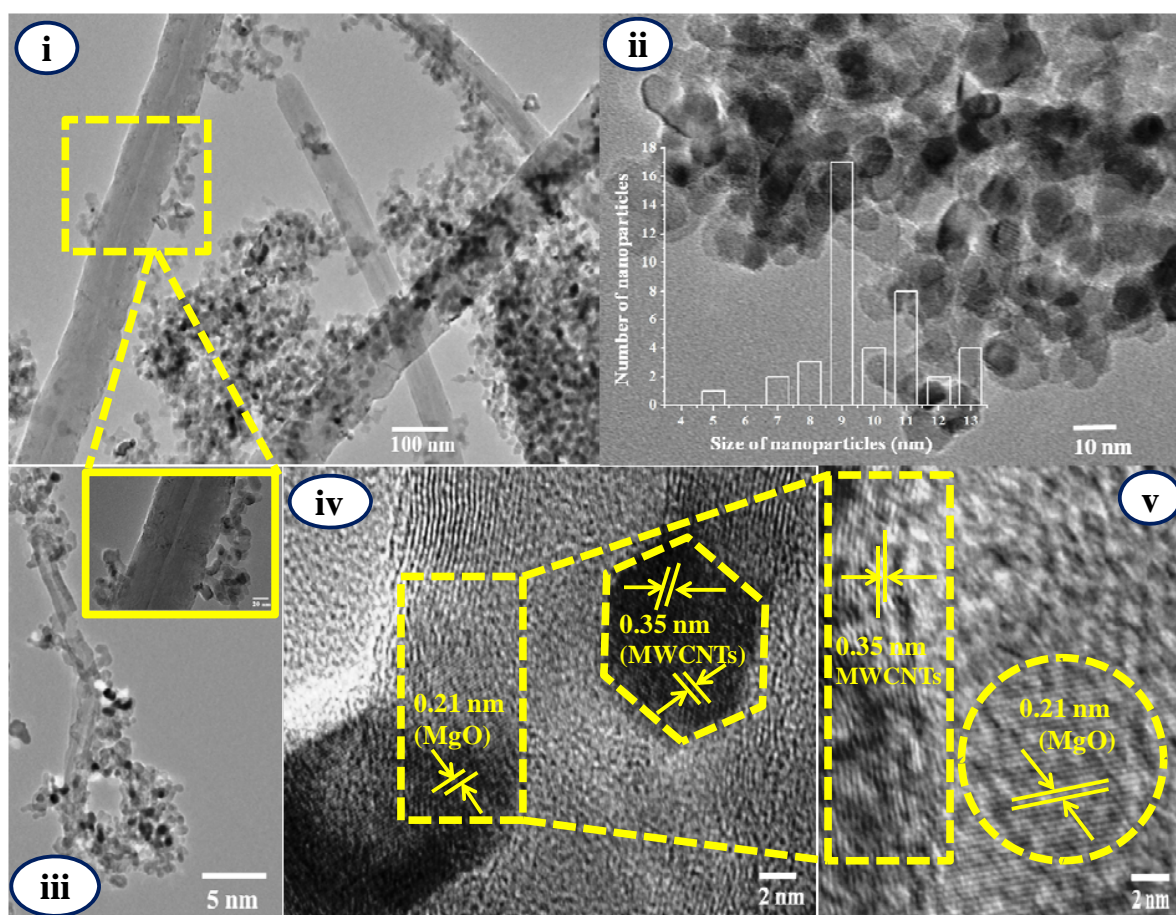 i
100 nm
ii
Number of nanoparticles
18
16
14
12
10
8
6
4
2
0
4 5 6 7 8 9 10 11 12 13
Size of nanoparticles (nm)
10 nm
20 nm
iii
5 nm
iv
0.35 nm
(MWCNTs)
0.21 nm
(MgO)
2 nm
v
0.35 nm
MWCNTs
0.21 nm
(MgO)
2 nm